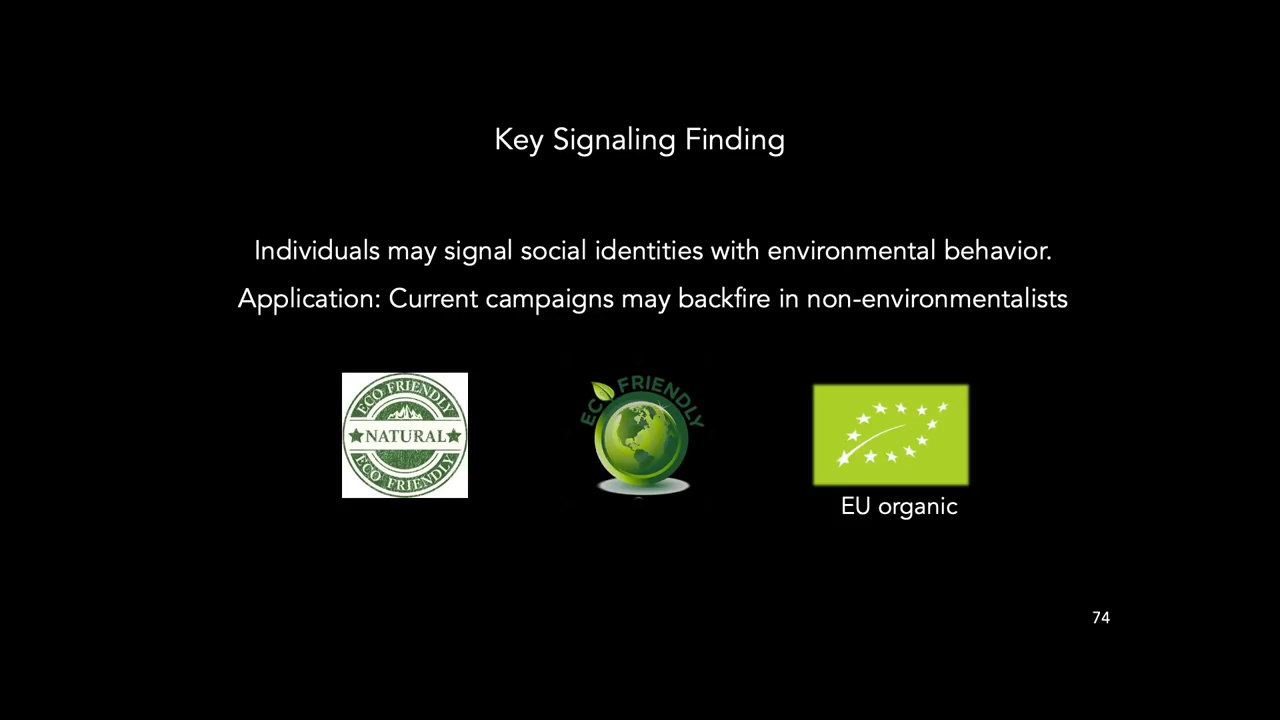 Key Signaling Finding
Individuals may signal social identities with environmental behavior.
Application: Current campaigns may backfire in non-environmentalists
ECO FRIENDLY
NATURAL
ECO FRIENDLY
ECO FRIENDLY
EU organic
74